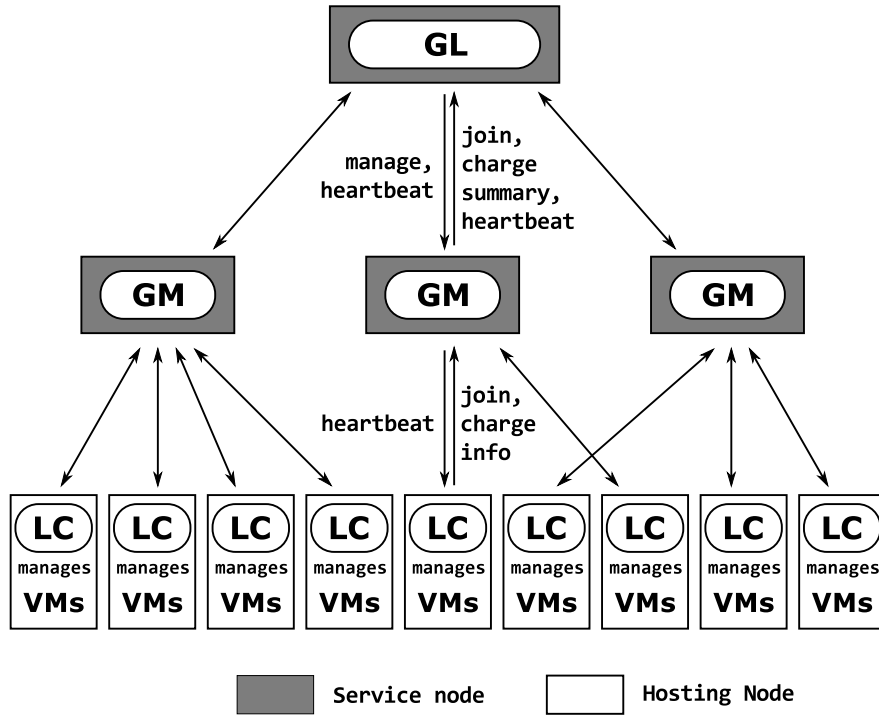 GL
manage,
heartbeat
join,
charge
summary,
heartbeat
GM GM GM
heartbeat
join,
charge
info
LC LC LC LC LC LC LC LC LC
manages manages manages manages manages manages manages manages manages
VMs VMs VMs VMs VMs VMs VMs VMs VMs
Service node Hosting Node